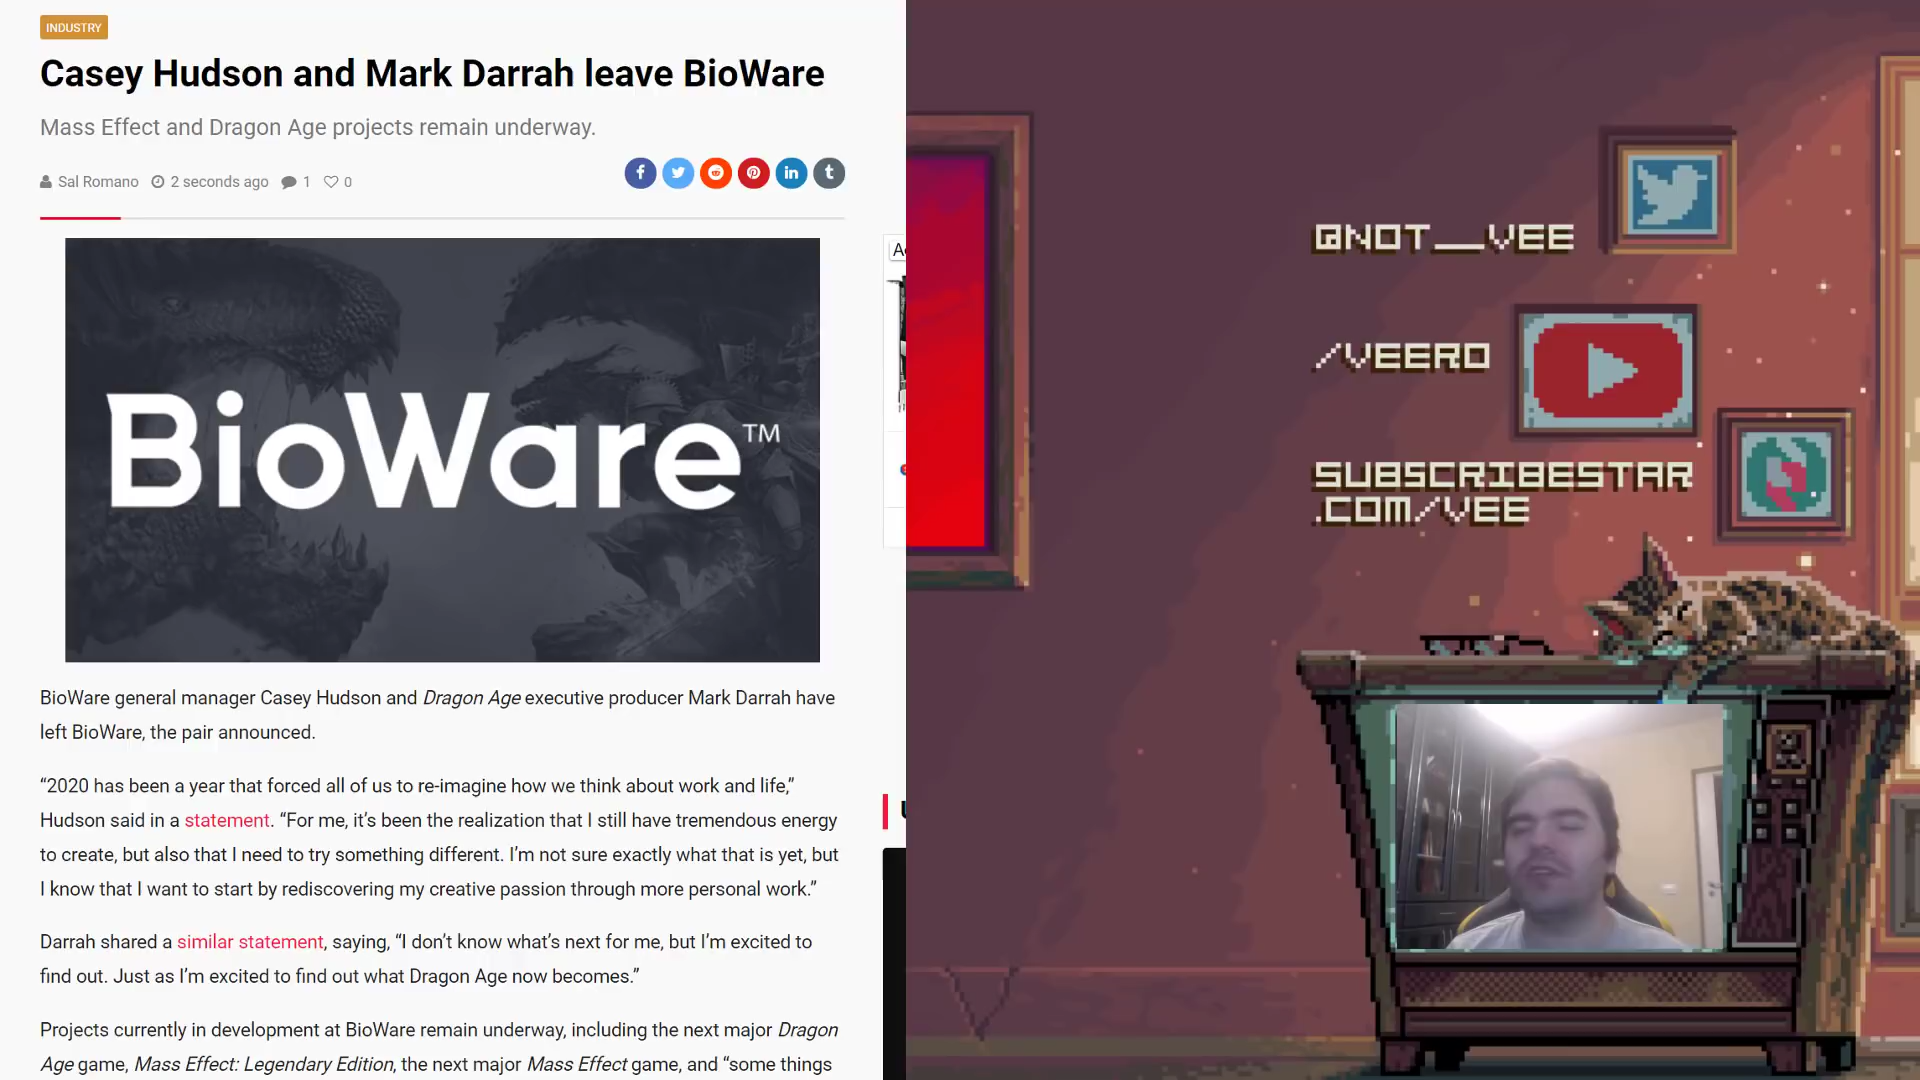 INDUSTRY
Casey Hudson and Mark Darrah leave BioWare
Mass Effect and Dragon Age projects remain underway.
Sal Romano 2 seconds ago 1 0
BioWare™
BioWare general manager Casey Hudson and Dragon Age executive producer Mark Darrah have
left BioWare, the pair announced.
“2020 has been a year that forced all of us to re-imagine how we think about work and life,”
Hudson said in a statement. “For me, it’s been the realization that I still have tremendous energy
to create, but also that I need to try something different. I’m not sure exactly what that is yet, but
I know that I want to start by rediscovering my creative passion through more personal work.”
Darrah shared a similar statement, saying, “I don’t know what’s next for me, but I’m excited to
find out. Just as I’m excited to find out what Dragon Age now becomes.”
Projects currently in development at BioWare remain underway, including the next major Dragon
Age game, Mass Effect: Legendary Edition, the next major Mass Effect game, and “some things
@NOT__VEE
/VEERO
SUBSCRIBESTAR
.COM/VEE